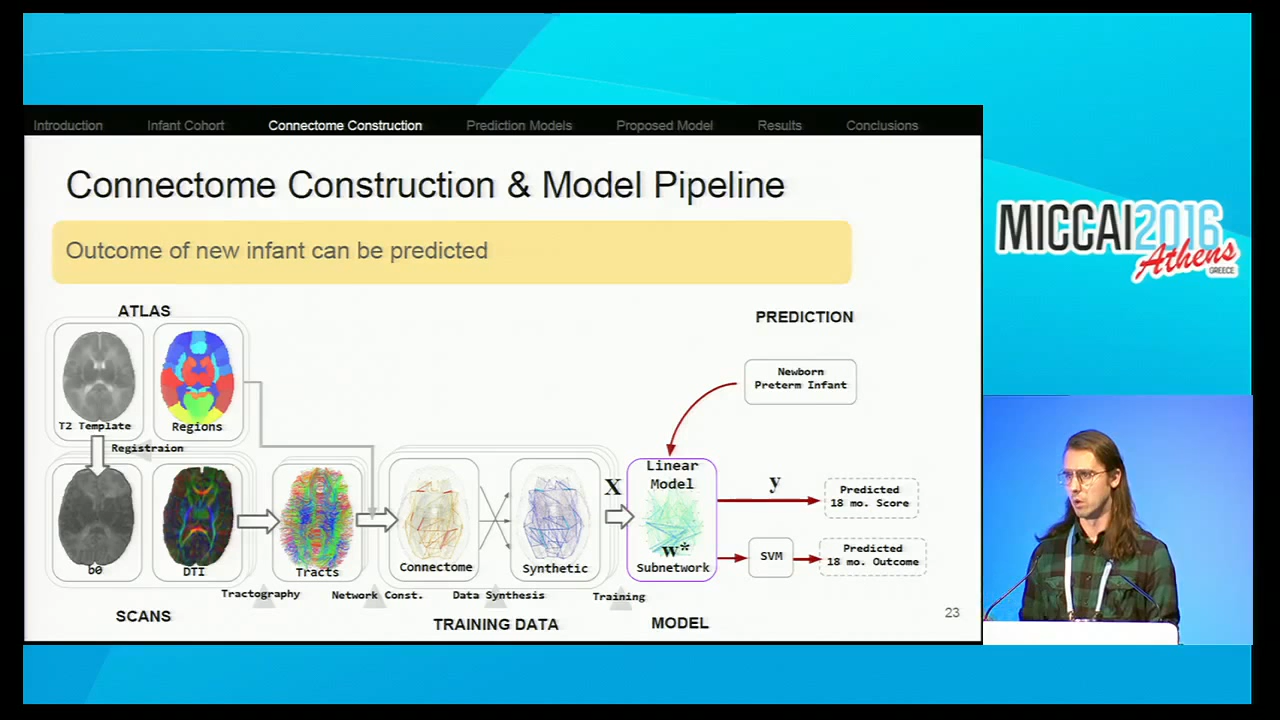 Introduction Infant Cohort Connectome Construction Prediction Models Proposed Model Results Conclusions
Connectome Construction & Model Pipeline
Outcome of new infant can be predicted
ATLAS
T2 Template
Regions
Registraion
b0
DTI
SCANS
Tracts
Tractography
Network Const.
Connectome
Synthetic
Data Synthesis
TRAINING DATA
X
Training
Linear
Model
w*
Subnetwork
MODEL
PREDICTION
Newborn
Preterm Infant
y
Predicted
18 mo. Score
SVM
Predicted
18 mo. Outcome
23
MICCAI2016
Athens
GREECE